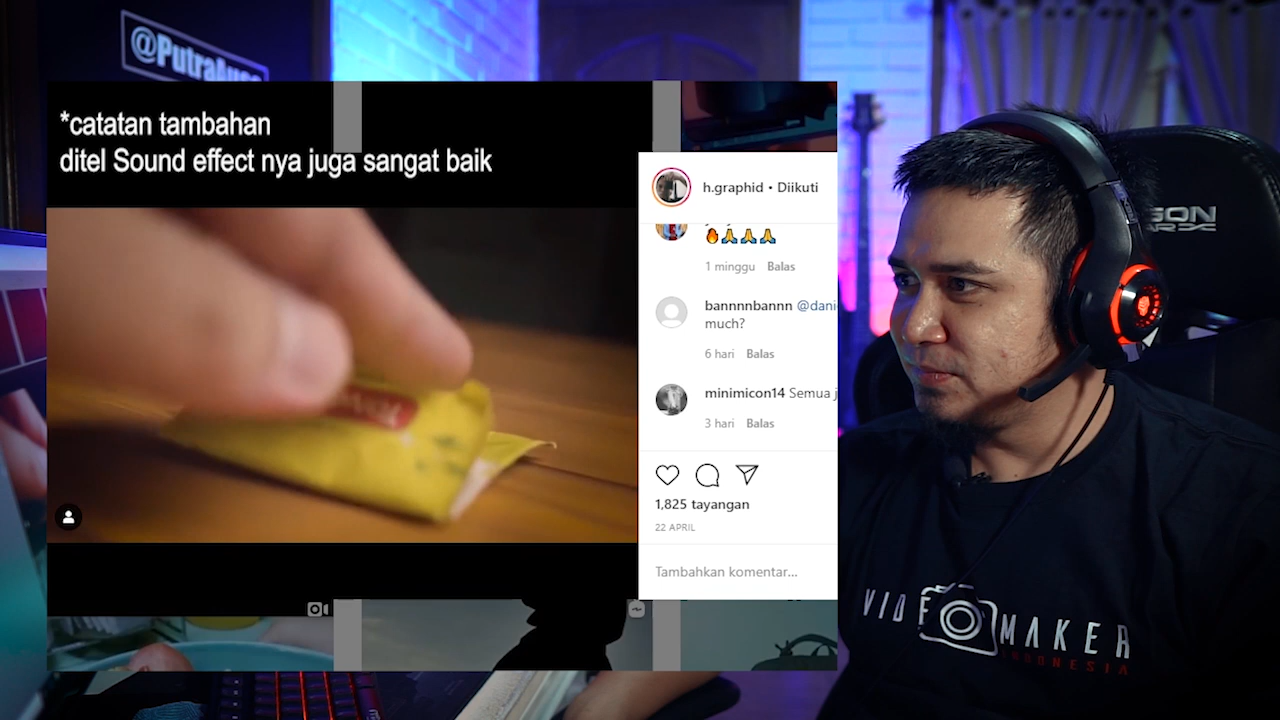 *catatan tambahan
ditel Sound effect nya juga sangat baik
h.graphid • Diikuti
1 minggu Balas
bannnnbannn @dani
much?
6 hari Balas
minimicon14 Semua j
3 hari Balas
1,825 tayangan
22 APRIL
Tambahkan komentar...
VIDEOMAKER
INDONESIA